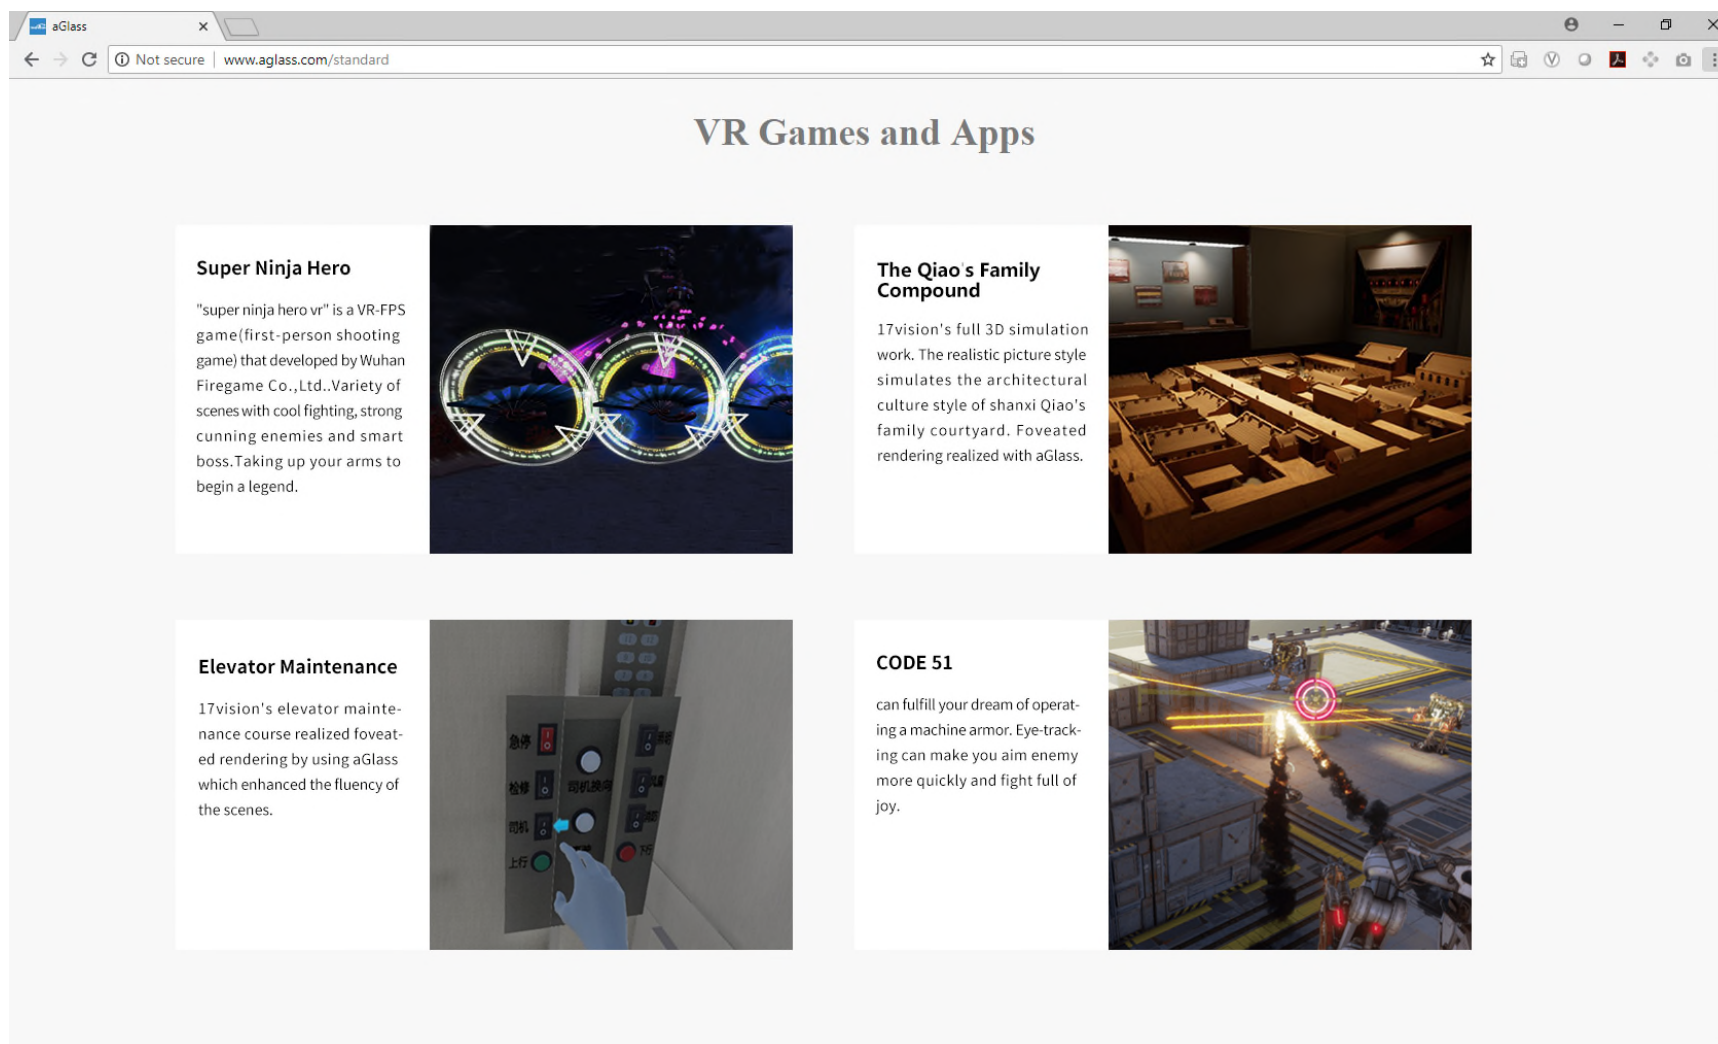 aGlass
Not secure | www.aglass.com/standard
VR Games and Apps
Super Ninja Hero
"super ninja hero vr" is a VR-FPS
game(first-person shooting
game) that developed by Wuhan
Firegame Co.,Ltd..Variety of
scenes with cool fighting, strong
cunning enemies and smart
boss.Taking up your arms to
begin a legend.
The Qiao's Family
Compound
17vision's full 3D simulation
work. The realistic picture style
simulates the architectural
culture style of shanxi Qiao's
family courtyard. Foveated
rendering realized with aGlass.
Elevator Maintenance
17vision's elevator mainte-
nance course realized foveat-
ed rendering by using aGlass
which enhanced the fluency of
the scenes.
急停
检修
司机换向
司机
上行
下行
CODE 51
can fulfill your dream of operat-
ing a machine armor. Eye-track-
ing can make you aim enemy
more quickly and fight full of
joy.